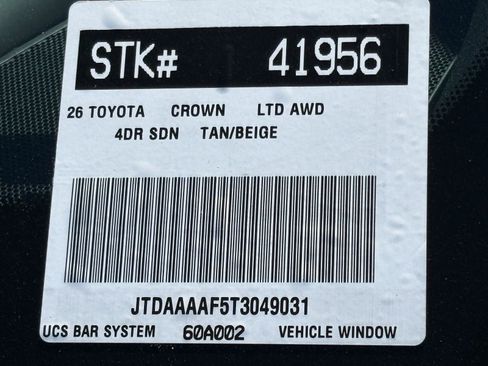 STK# 41956
26 TOYOTA CROWN LTD AWD
4DR SDN TAN/BEIGE
JTDAAAAF5T3049031
UCS BAR SYSTEM 60A002 VEHICLE WINDOW